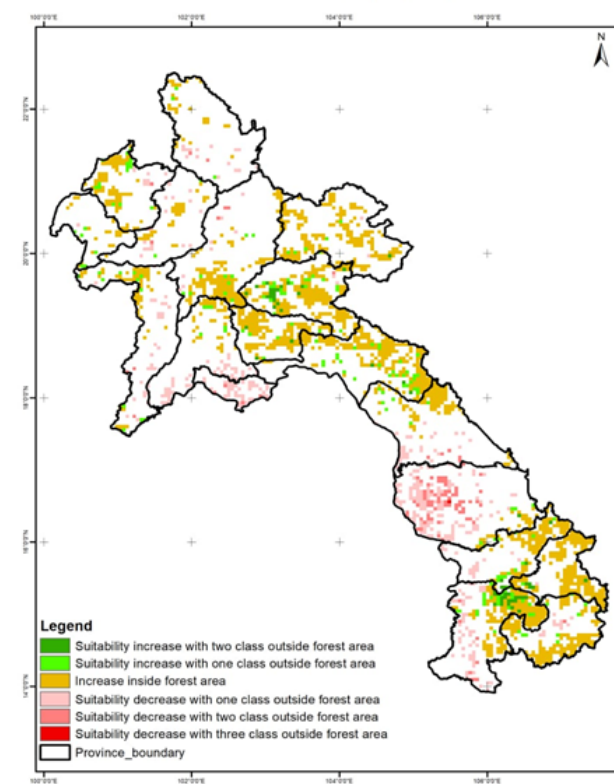 100°0'0"E 102°0'0"E 104°0'0"E 106°0'0"E
N
22°0'0"N
20°0'0"N
18°0'0"N
16°0'0"N
14°0'0"N
Legend
Suitability increase with two class outside forest area
Suitability increase with one class outside forest area
Increase inside forest area
Suitability decrease with one class outside forest area
Suitability decrease with two class outside forest area
Suitability decrease with three class outside forest area
Province_boundary
100°0'0"E 102°0'0"E 104°0'0"E 106°0'0"E